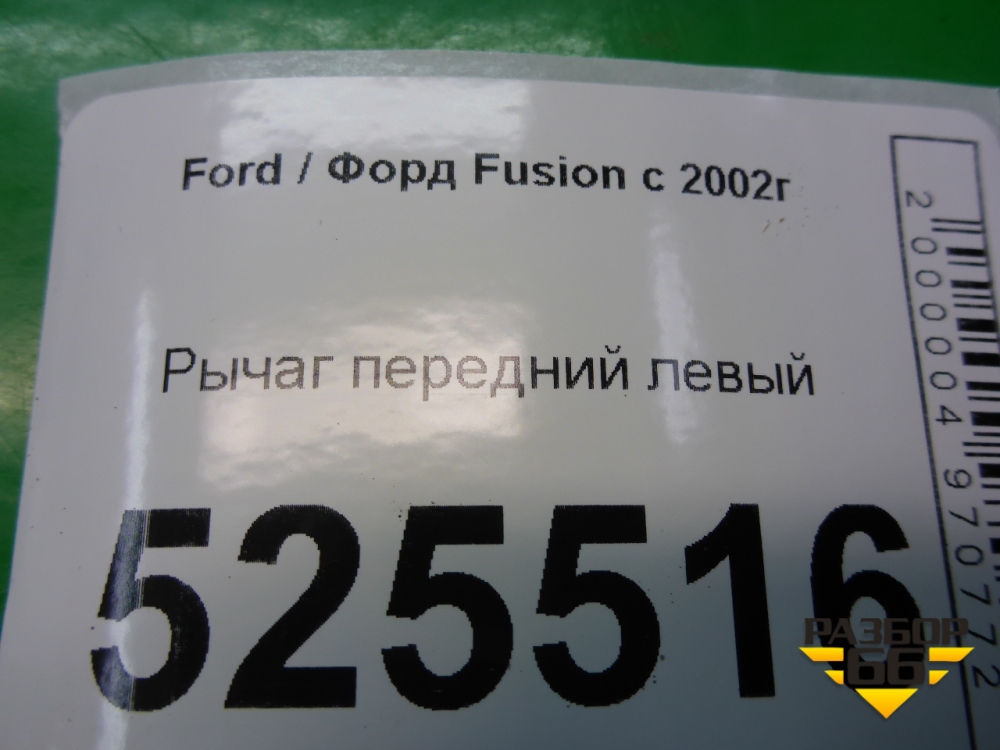 Ford / Форд Fusion с 2002г
Рычаг передний левый
525516
2000004970772
РАЗБОР
66